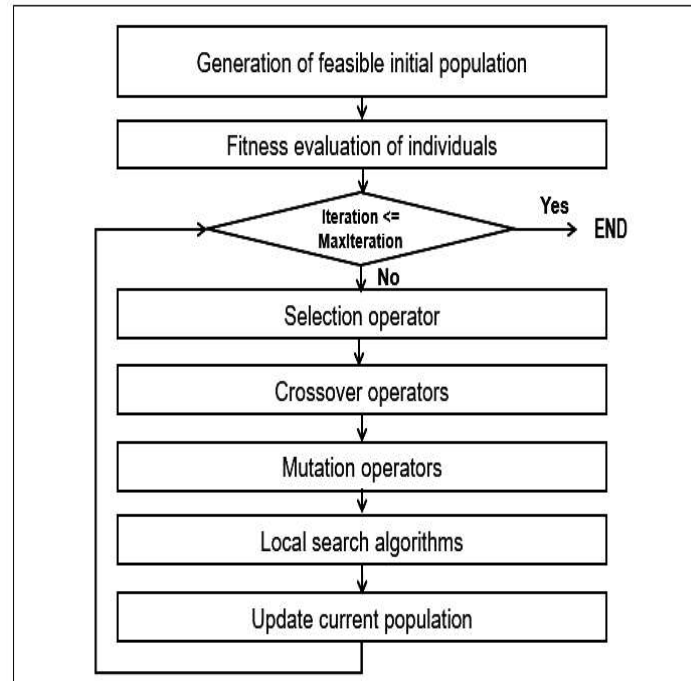 Generation of feasible initial population
Fitness evaluation of individuals
Iteration <=
MaxIteration
Yes
END
No
Selection operator
Crossover operators
Mutation operators
Local search algorithms
Update current population